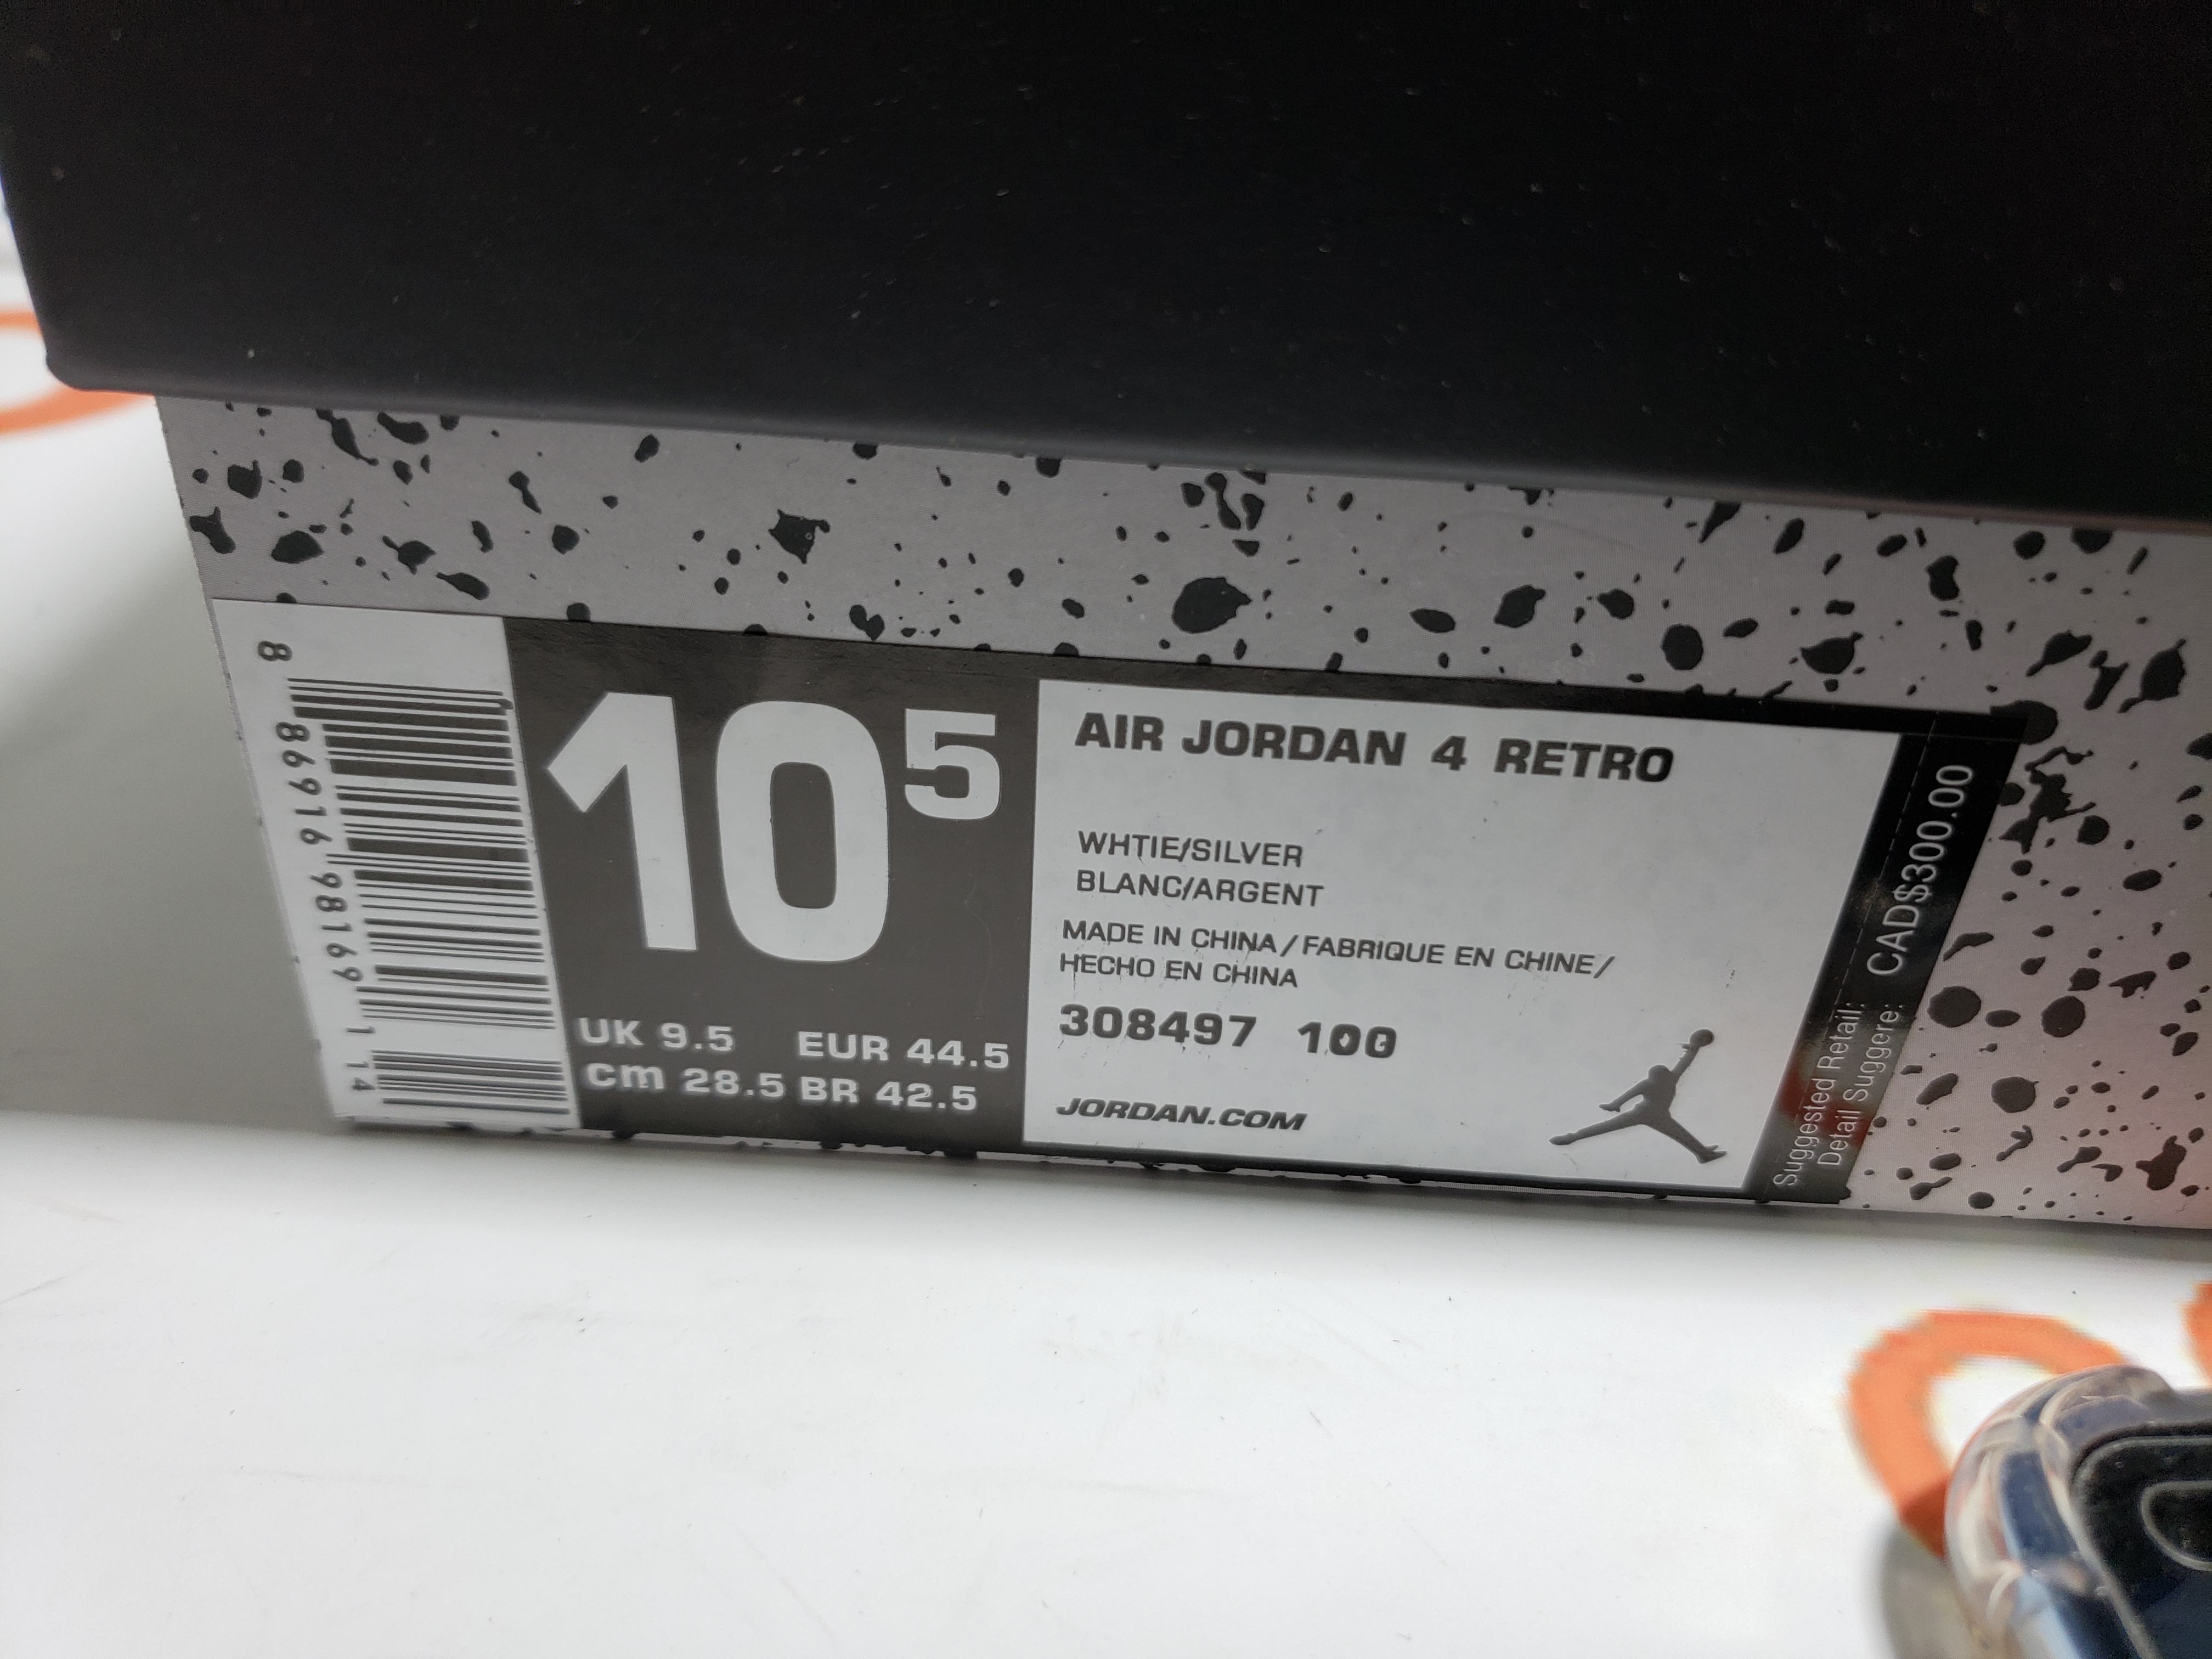 8 86916 98169 1 14
10 5
UK 9.5 EUR 44.5
cm 28.5 BR 42.5
AIR JORDAN 4 RETRO
WHTIE/SILVER
BLANC/ARGENT
MADE IN CHINA / FABRIQUE EN CHINE/
HECHO EN CHINA
308497 100
JORDAN.COM
Suggested Retail:
Detail Suggere: CAD$300.00